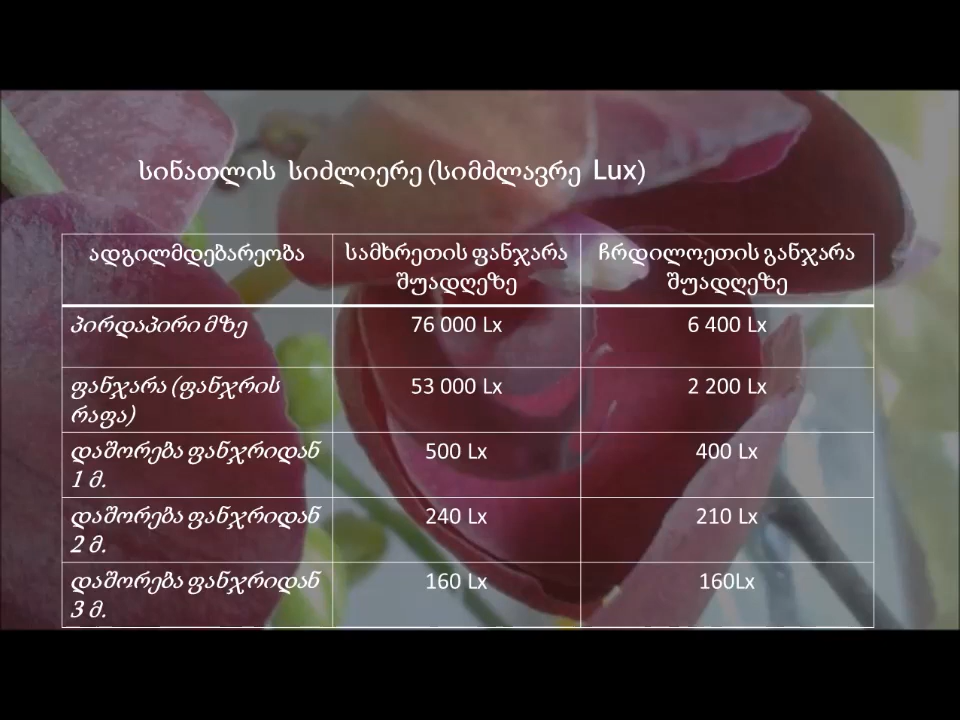 სინათლის სიძლიერე (სიმძლავრე Lux)
ადგილმდებარეობა
სამხრეთის ფანჯარა
შუადღეზე
ჩრდილოეთის განჯარა
შუადღეზე
პირდაპირი მზე
76 000 Lx
6 400 Lx
ფანჯარა (ფანჯრის
რაფა)
53 000 Lx
2 200 Lx
დაშორება ფანჯრიდან
1 მ.
500 Lx
400 Lx
დაშორება ფანჯრიდან
2 მ.
240 Lx
210 Lx
დაშორება ფანჯრიდან
3 მ.
160 Lx
160Lx